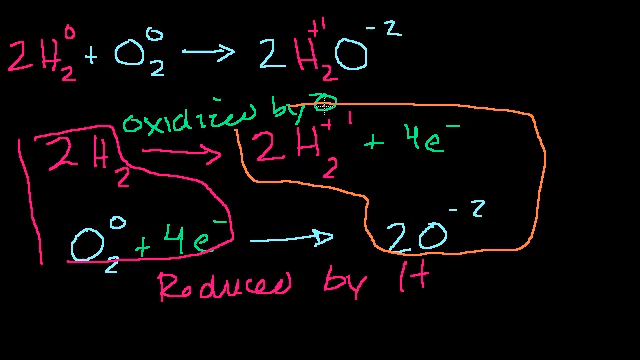 2H₂⁰ + O₂⁰ → 2H₂⁺¹O⁻²
oxidized by O
2H₂ → 2H₂⁺¹ + 4e⁻
O₂⁰ + 4e⁻ → 2O⁻²
Reduced by H